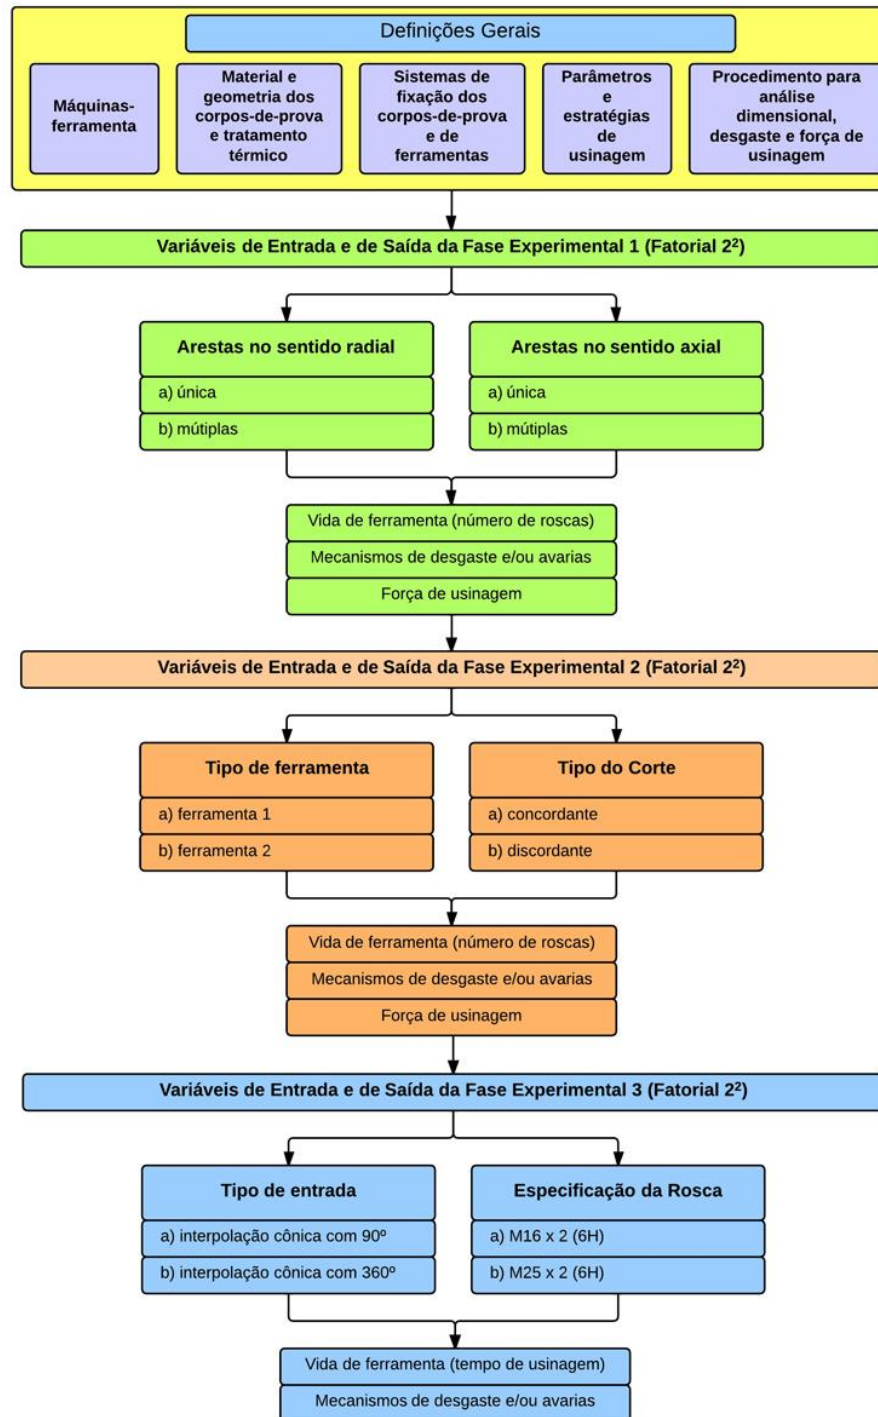 Definições Gerais
Máquinas-
ferramenta
Material e
geometria dos
corpos-de-prova
e tratamento
térmico
Sistemas de
fixação dos
corpos-de-prova
e de
ferramentas
Parâmetros
e
estratégias
de
usinagem
Procedimento para
análise
dimensional,
desgaste e força de
usinagem
Variáveis de Entrada e de Saída da Fase Experimental 1 (Fatorial 2²)
Arestas no sentido radial
a) única
b) mútiplas
Arestas no sentido axial
a) única
b) mútiplas
Vida de ferramenta (número de roscas)
Mecanismos de desgaste e/ou avarias
Força de usinagem
Variáveis de Entrada e de Saída da Fase Experimental 2 (Fatorial 2²)
Tipo de ferramenta
a) ferramenta 1
b) ferramenta 2
Tipo do Corte
a) concordante
b) discordante
Vida de ferramenta (número de roscas)
Mecanismos de desgaste e/ou avarias
Força de usinagem
Variáveis de Entrada e de Saída da Fase Experimental 3 (Fatorial 2²)
Tipo de entrada
a) interpolação cônica com 90º
b) interpolação cônica com 360º
Especificação da Rosca
a) M16 x 2 (6H)
b) M25 x 2 (6H)
Vida de ferramenta (tempo de usinagem)
Mecanismos de desgaste e/ou avarias